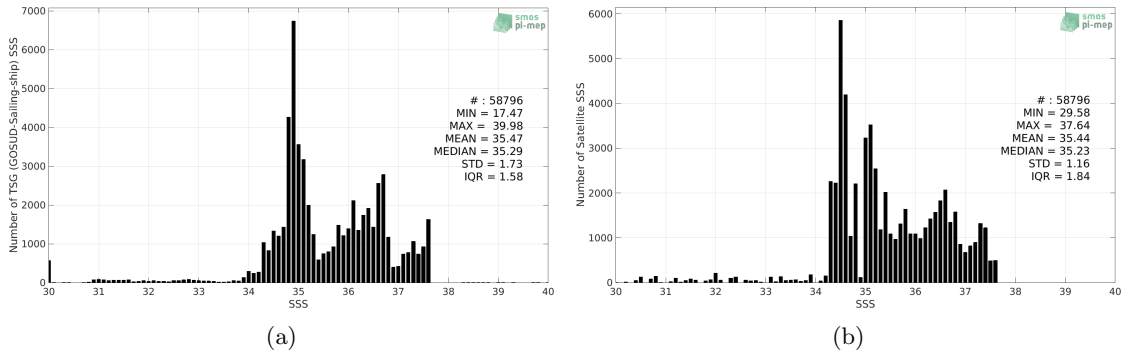 Number of TSG (GOSUD-Sailing-ship) SSS
7000
6000
5000
4000
3000
2000
1000
0
30 31 32 33 34 35 36 37 38 39 40
SSS
smos
pi-mep
# : 58796
MIN = 17.47
MAX = 39.98
MEAN = 35.47
MEDIAN = 35.29
STD = 1.73
IQR = 1.58
(a)
Number of Satellite SSS
6000
5000
4000
3000
2000
1000
0
30 31 32 33 34 35 36 37 38 39 40
SSS
smos
pi-mep
# : 58796
MIN = 29.58
MAX = 37.64
MEAN = 35.44
MEDIAN = 35.23
STD = 1.16
IQR = 1.84
(b)